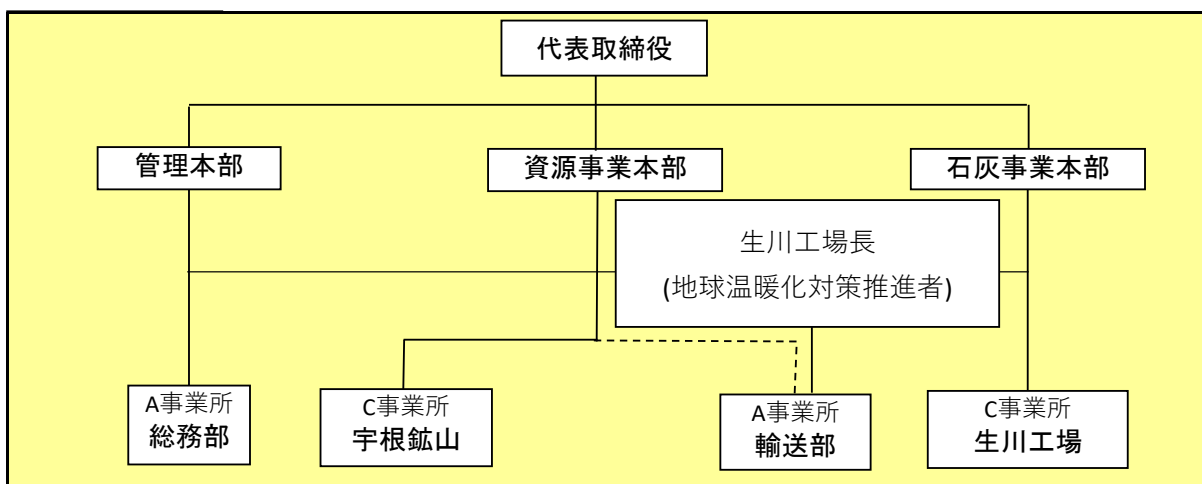 代表取締役
管理本部
資源事業本部
石灰事業本部
生川工場長
(地球温暖化対策推進者)
A事業所
総務部
C事業所
宇根鉱山
A事業所
輸送部
C事業所
生川工場